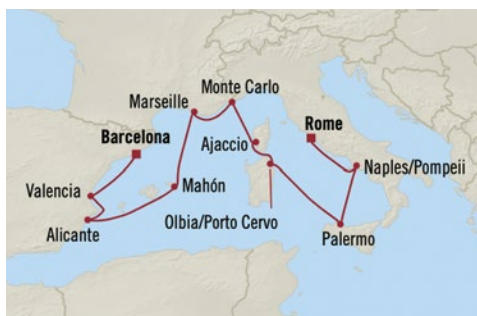 Monte Carlo
Marseille
Barcelona
Rome
Ajaccio
Naples/Pompeii
Valencia
Mahón
Olbia/Porto Cervo
Alicante
Palermo